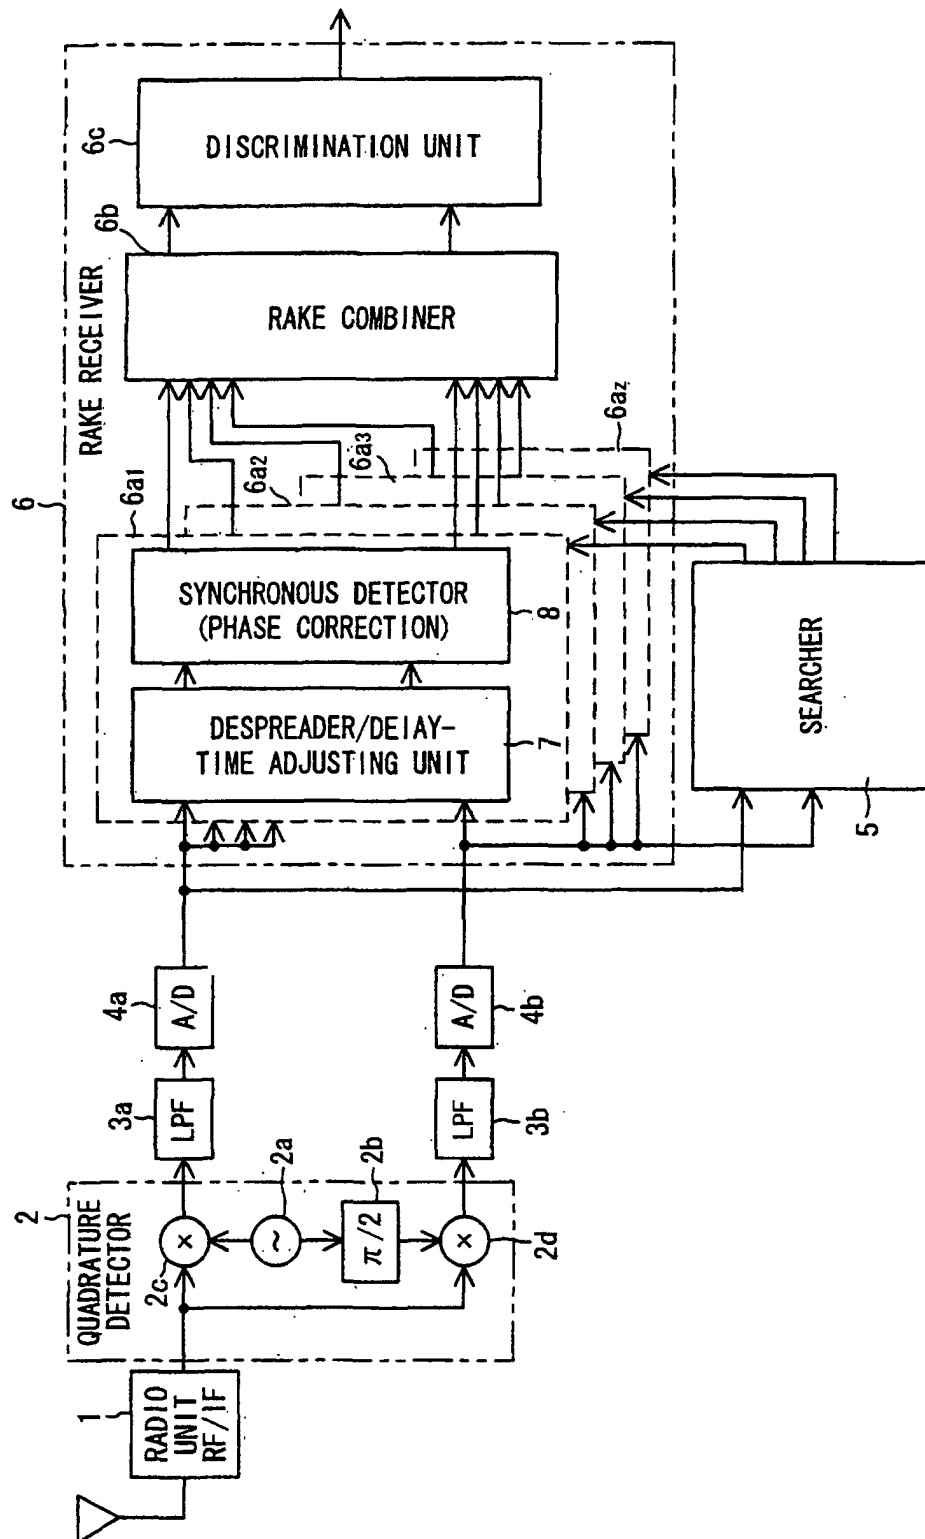 1
RADIO
UNIT
RF/IF
2
QUADRATURE
DETECTOR
2c
×
2a
~
2b
π/2
2d
×
3a
LPF
3b
LPF
4a
A/D
4b
A/D
6
RAKE RECEIVER
6a1
6a2
6a3
6az
DESPREADER/DEIAY-
TIME ADJUSTING UNIT
7
SYNCHRONOUS DETECTOR
(PHASE CORRECTION)
8
6b
RAKE COMBINER
6c
DISCRIMINATION UNIT
SEARCHER
5